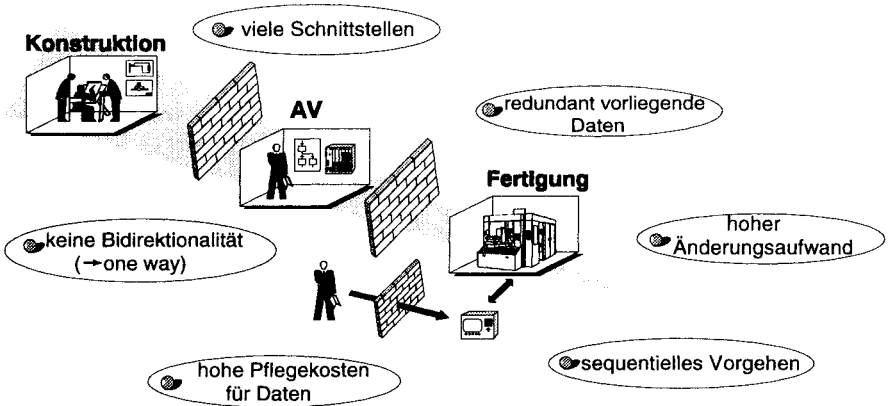 viele Schnittstellen
Konstruktion
redundant vorliegende
Daten
AV
Fertigung
keine Bidirektionalität
(→one way)
hoher
Änderungsaufwand
hohe Pflegekosten
für Daten
sequentielles Vorgehen